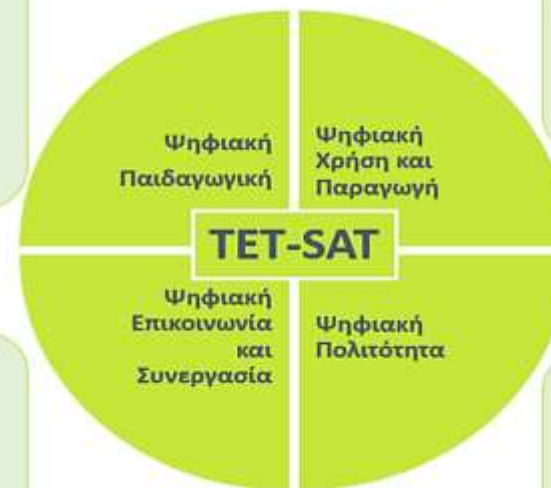 Ψηφιακή
Παιδαγωγική
Ψηφιακή
Χρήση και
Παραγωγή
TET-SAT
Ψηφιακή
Επικοινωνία
και
Συνεργασία
Ψηφιακή
Πολιτότητα